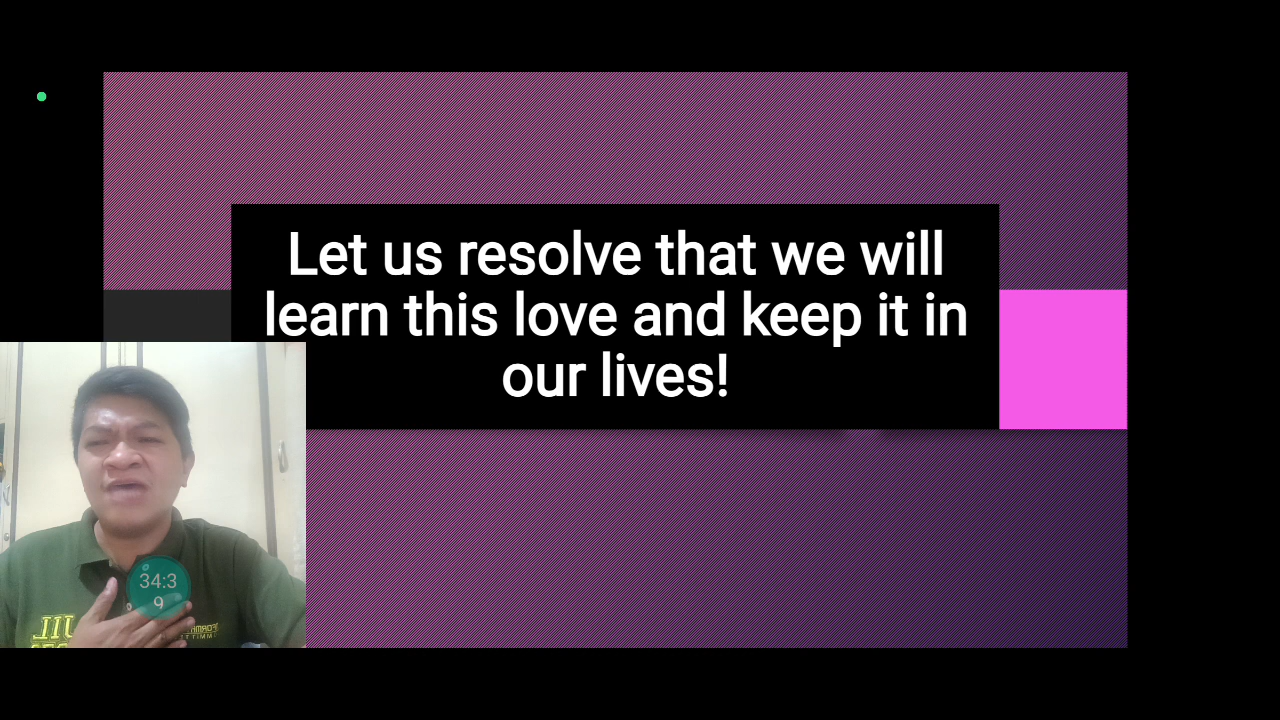 Let us resolve that we will
learn this love and keep it in
our lives!
34:3
9